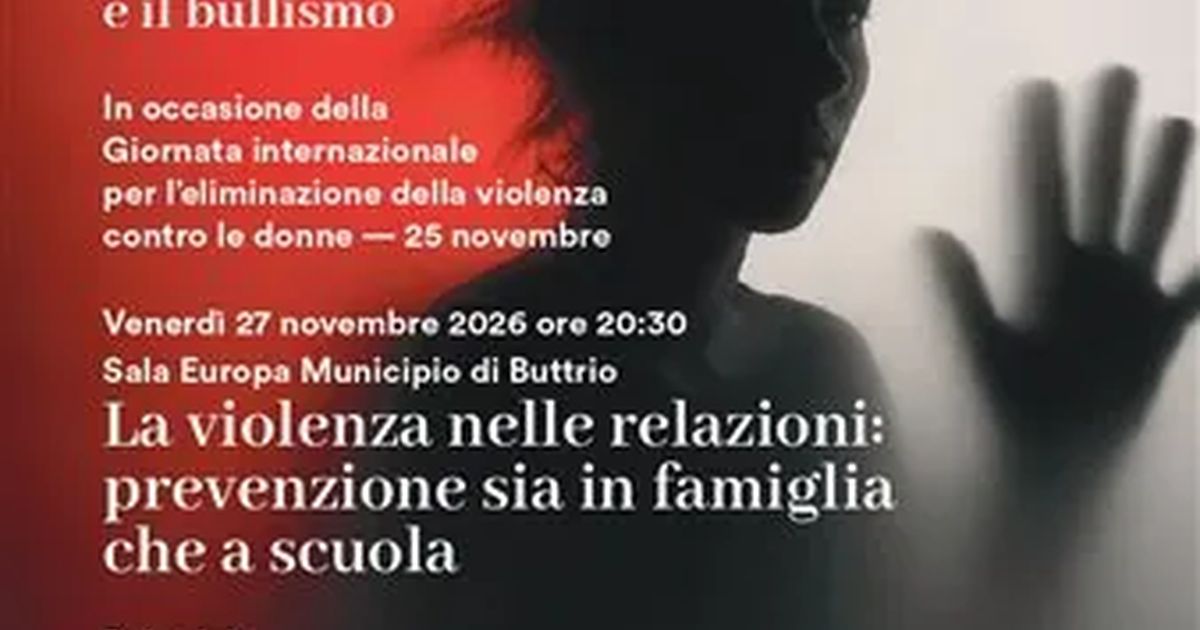 e il bullismo
In occasione della
Giornata internazionale
per l'eliminazione della violenza
contro le donne — 25 novembre
Venerdì 27 novembre 2026 ore 20:30
Sala Europa Municipio di Buttrio
La violenza nelle relazioni:
prevenzione sia in famiglia
che a scuola